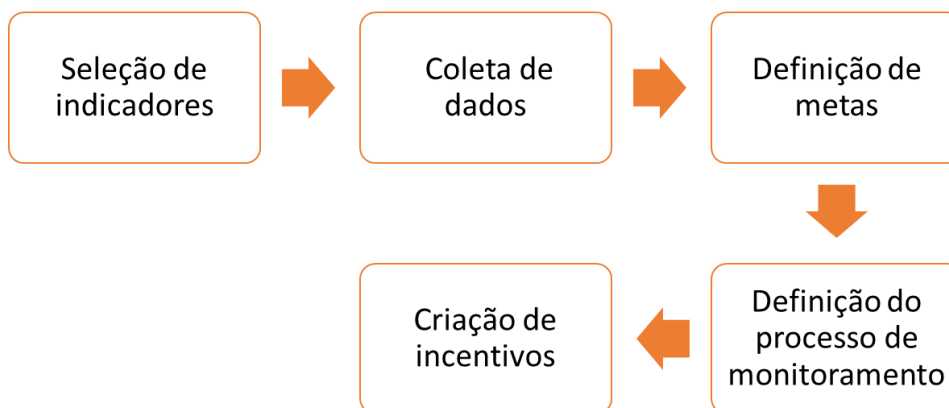 Seleção de
indicadores
Coleta de
dados
Definição de
metas
Definição do
processo de
monitoramento
Criação de
incentivos